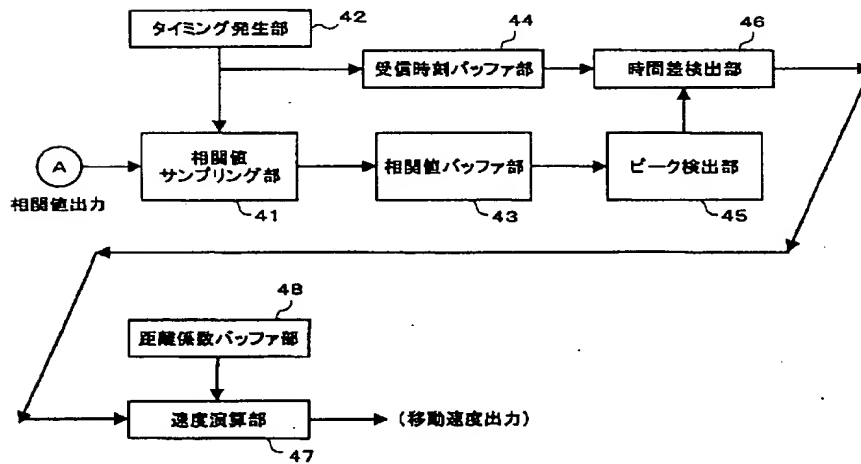 タイミング発生部
42
受信時刻バッファ部
44
時間差検出部
46
A
相関値出力
相関値
サンプリング部
41
相関値バッファ部
43
ピーク検出部
45
距離係数バッファ部
48
速度演算部
47
(移動速度出力)